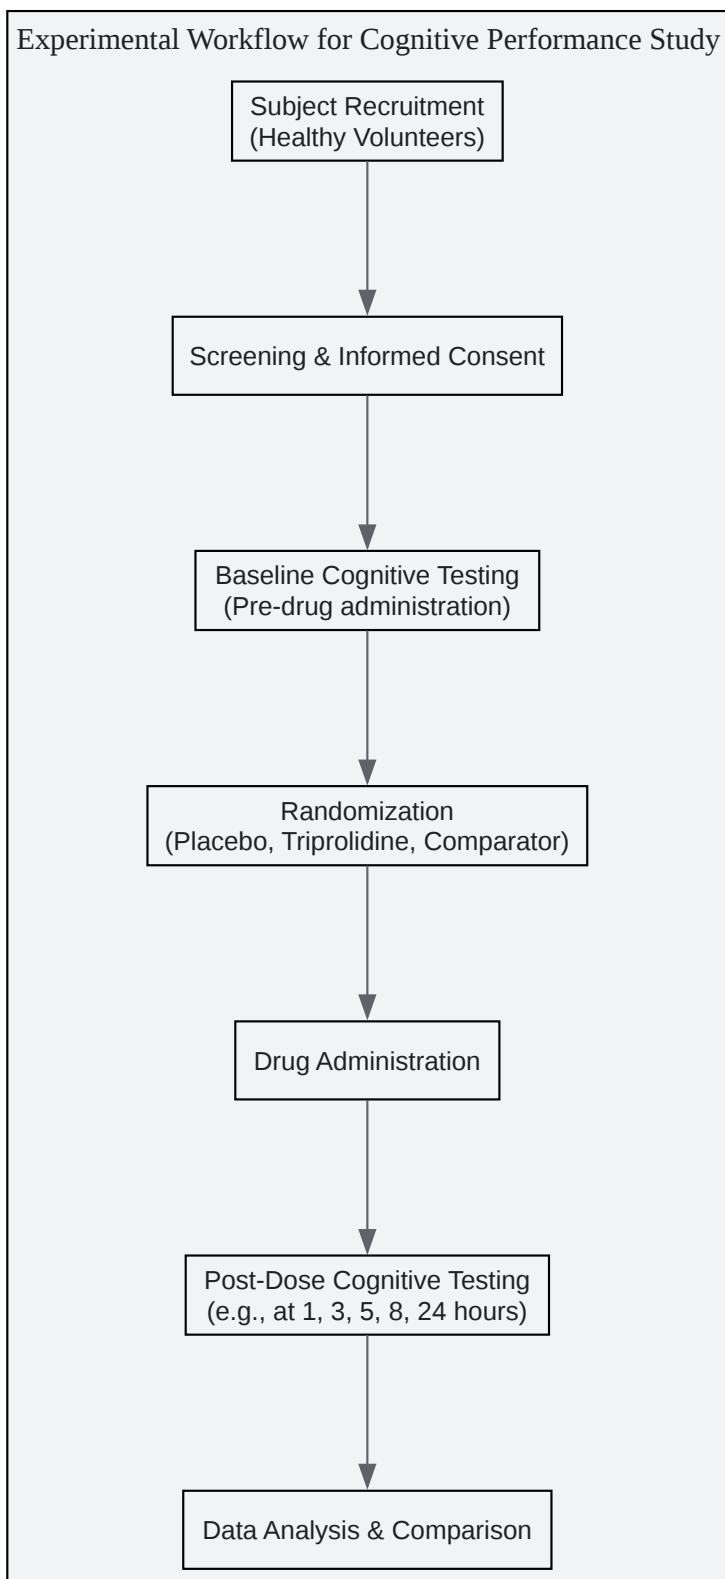 Experimental Workflow for Cognitive Performance Study
Subject Recruitment
(Healthy Volunteers)
Screening & Informed Consent
Baseline Cognitive Testing
(Pre-drug administration)
Randomization
(Placebo, Triprolidine, Comparator)
Drug Administration
Post-Dose Cognitive Testing
(e.g., at 1, 3, 5, 8, 24 hours)
Data Analysis & Comparison